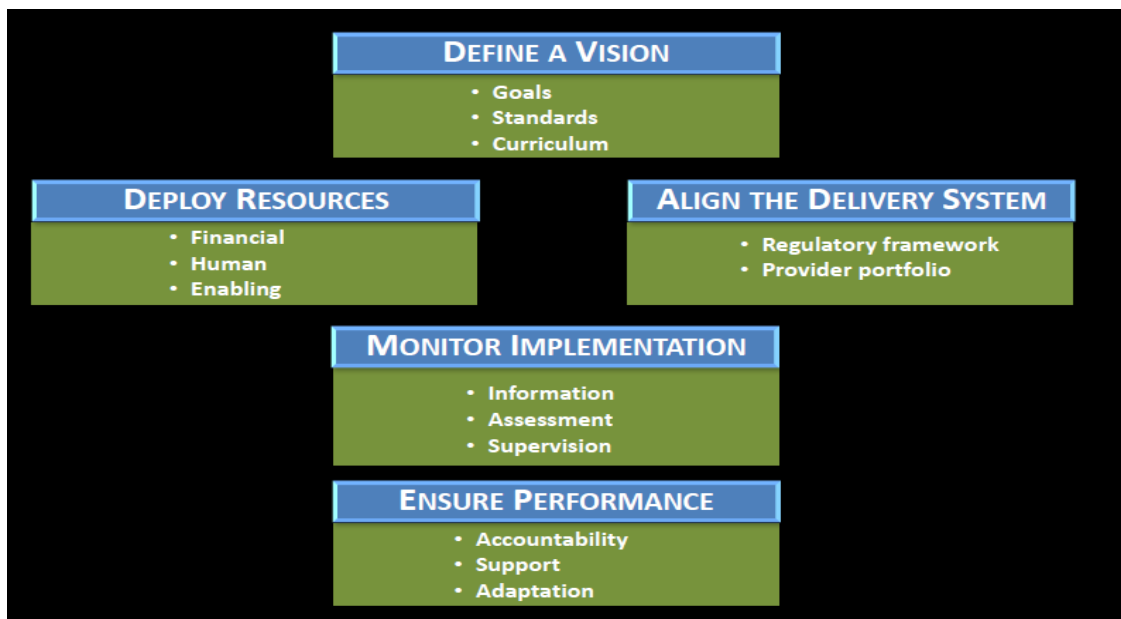 DEFINE A VISION
• Goals
• Standards
• Curriculum
DEPLOY RESOURCES
• Financial
• Human
• Enabling
ALIGN THE DELIVERY SYSTEM
• Regulatory framework
• Provider portfolio
MONITOR IMPLEMENTATION
• Information
• Assessment
• Supervision
ENSURE PERFORMANCE
• Accountability
• Support
• Adaptation